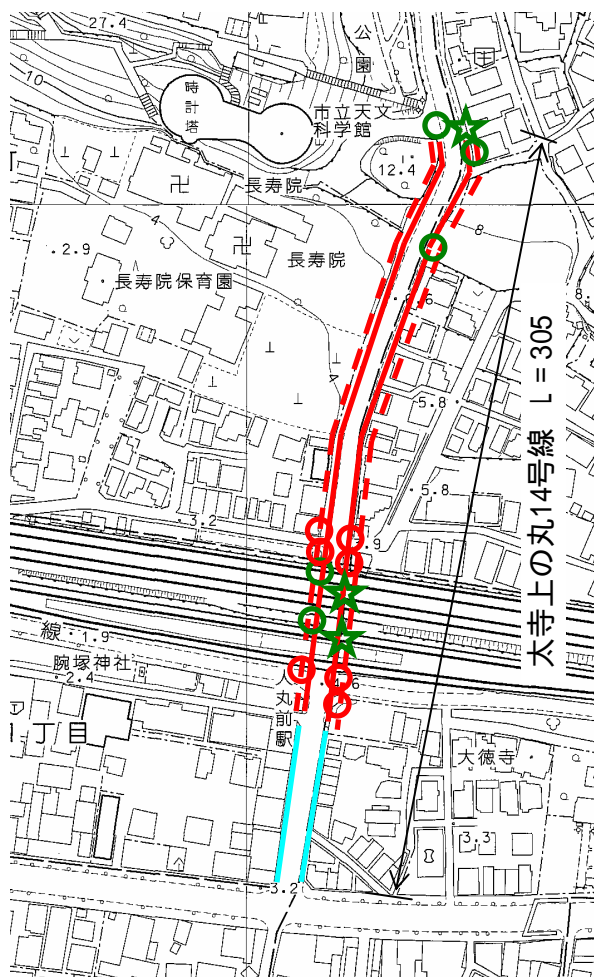 27.4
公
園
10
時
計
塔
市立天文
科学館
12.4
長寿院
卍
4
8
2.9
卍
長寿院
長寿院保育園
4
5.8
5.8
3.2
太寺上の丸14号線 L=305
線
1.9
腕塚神社
2.4
人丸前駅
丁目
大徳寺
3.3
3.2